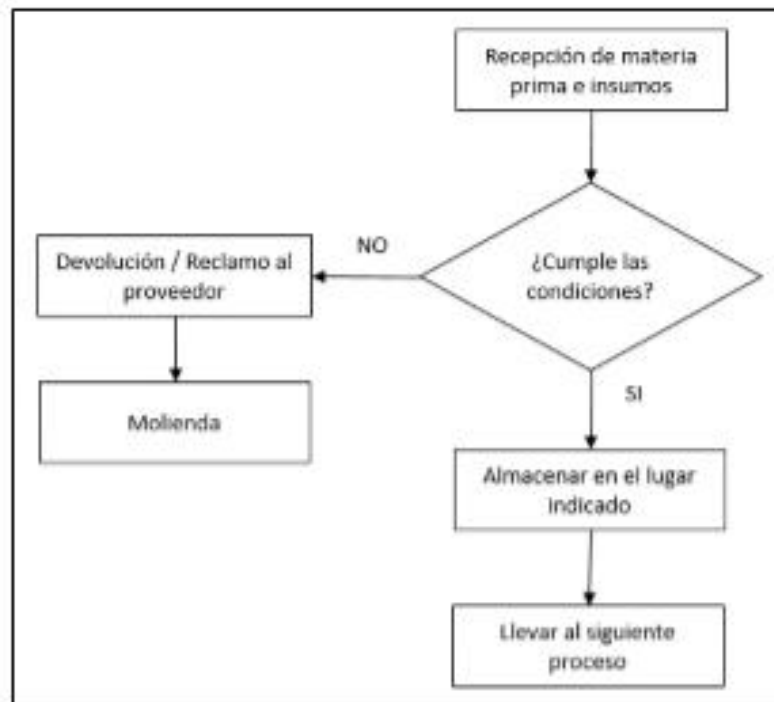 Recepción de materia
prima e insumos
¿Cumple las
condiciones?
NO
Devolución / Reclamo al
proveedor
Molienda
SI
Almacenar en el lugar
indicado
Llevar al siguiente
proceso